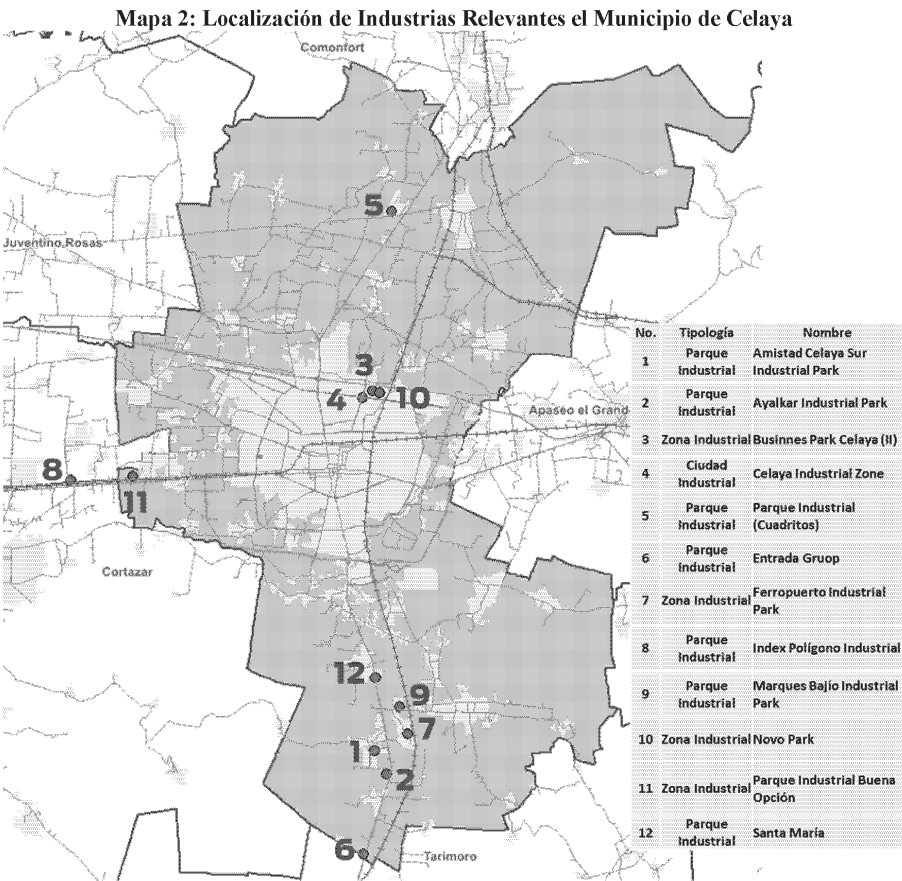 Mapa 2: Localización de Industrias Relevantes el Municipio de Celaya
Comonfort
5
Juventino Rosas
3
4
10
Apaseo el Grand
8
11
Cortazar
12
9
7
1
2
6
Tarimoro
No. Tipología Nombre
1 Parque Industrial Amistad Celaya Sur Industrial Park
2 Parque Industrial Ayalkar Industrial Park
3 Zona Industrial Businnes Park Celaya (II)
4 Ciudad Industrial Celaya Industrial Zone
5 Parque Industrial Parque Industrial (Cuadritos)
6 Parque Industrial Entrada Gruop
7 Zona Industrial Ferropuerto Industrial Park
8 Parque Industrial Index Polígono Industrial
9 Parque Industrial Marques Bajío Industrial Park
10 Zona Industrial Novo Park
11 Zona Industrial Parque Industrial Buena Opción
12 Parque Industrial Santa María